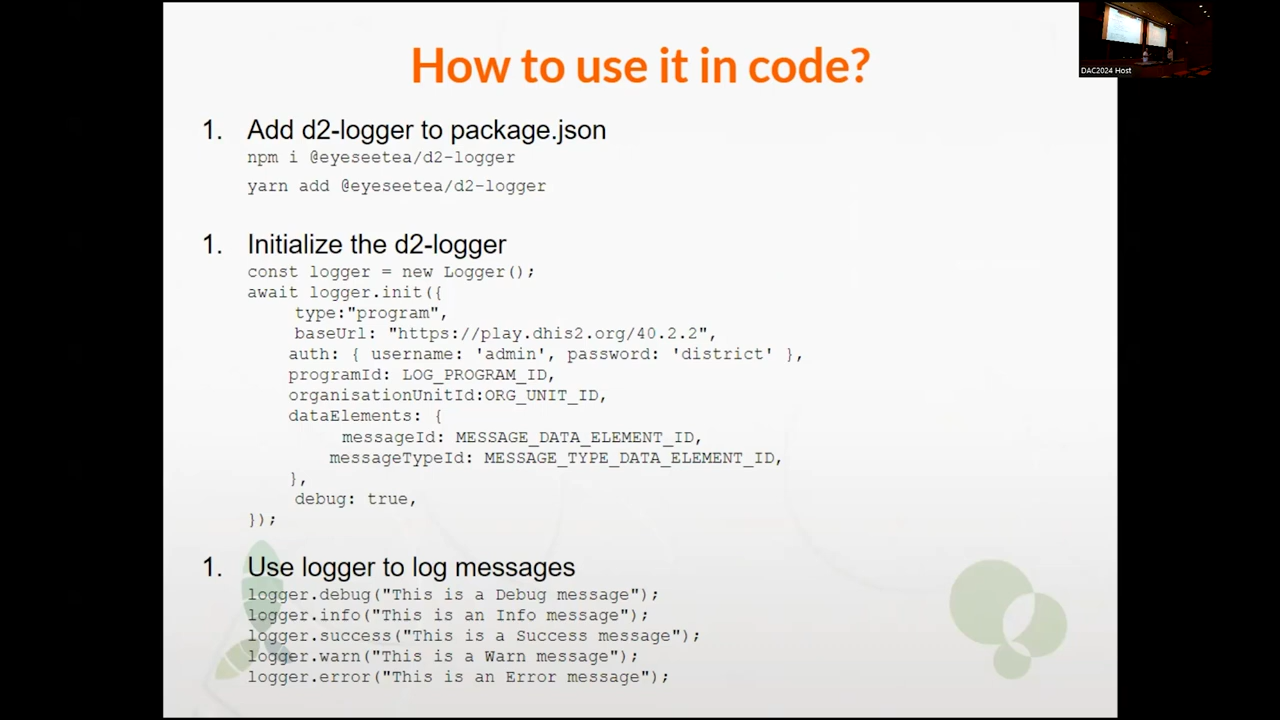 How to use it in code?
DAC2024 Host
1. Add d2-logger to package.json
npm i @eyeseetea/d2-logger
yarn add @eyeseetea/d2-logger
1. Initialize the d2-logger
const logger = new Logger();
await logger.init({
type:"program",
baseUrl: "https://play.dhis2.org/40.2.2",
auth: { username: 'admin', password: 'district' },
programId: LOG_PROGRAM_ID,
organisationUnitId:ORG_UNIT_ID,
dataElements: {
messageId: MESSAGE_DATA_ELEMENT_ID,
messageTypeId: MESSAGE_TYPE_DATA_ELEMENT_ID,
},
debug: true,
});
1. Use logger to log messages
logger.debug("This is a Debug message");
logger.info("This is an Info message");
logger.success("This is a Success message");
logger.warn("This is a Warn message");
logger.error("This is an Error message");